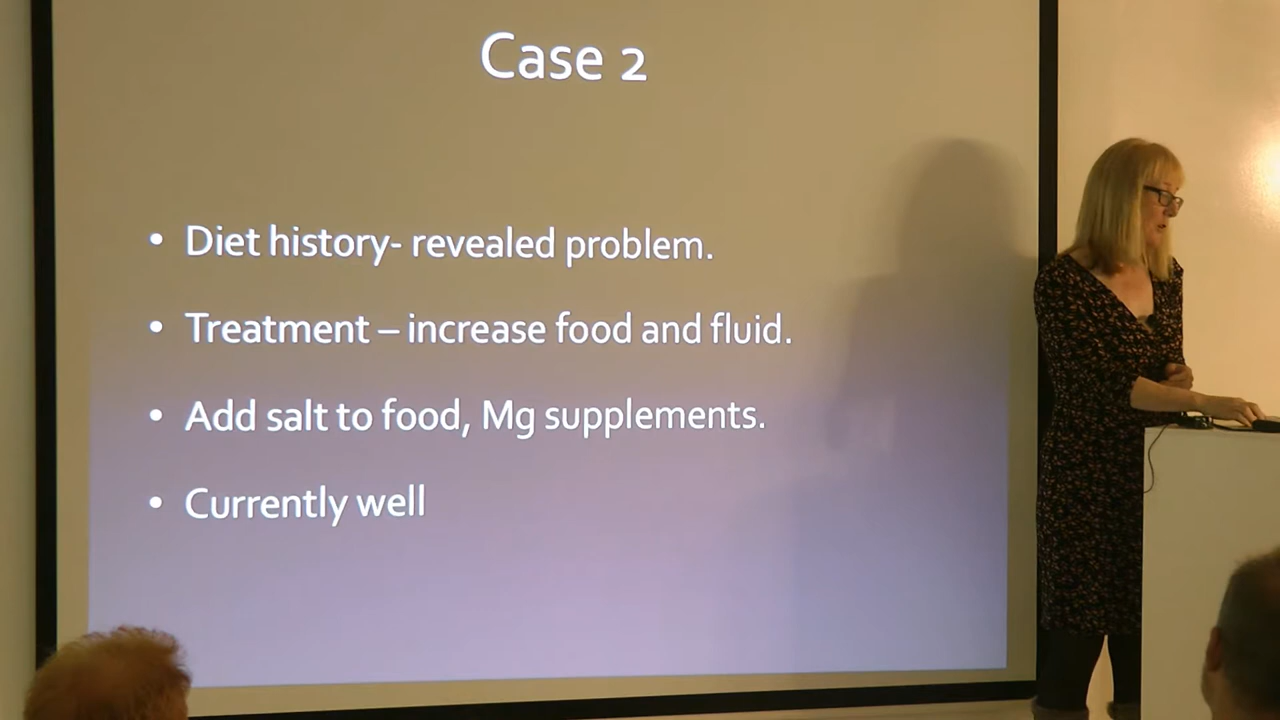 Case 2
• Diet history- revealed problem.
• Treatment – increase food and fluid.
• Add salt to food, Mg supplements.
• Currently well